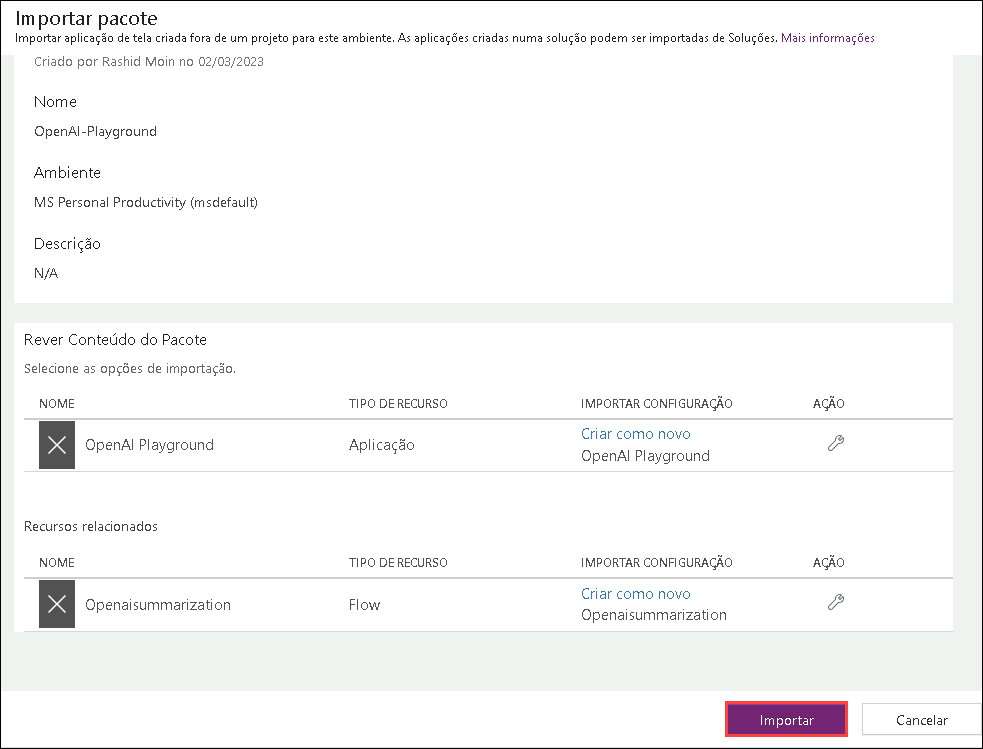 Importar pacote
Importar aplicação de tela criada fora de um projeto para este ambiente. As aplicações criadas numa solução podem ser importadas de Soluções. Mais informações
Criado por Rashid Moin no 02/03/2023
Nome
OpenAI-Playground
Ambiente
MS Personal Productivity (msdefault)
Descrição
N/A
Rever Conteúdo do Pacote
Selecione as opções de importação.
NOME TIPO DE RECURSO IMPORTAR CONFIGURAÇÃO AÇÃO
OpenAI Playground Aplicação Criar como novo
OpenAI Playground
Recursos relacionados
NOME TIPO DE RECURSO IMPORTAR CONFIGURAÇÃO AÇÃO
Openaisummarization Flow Criar como novo
Openaisummarization
Importar Cancelar